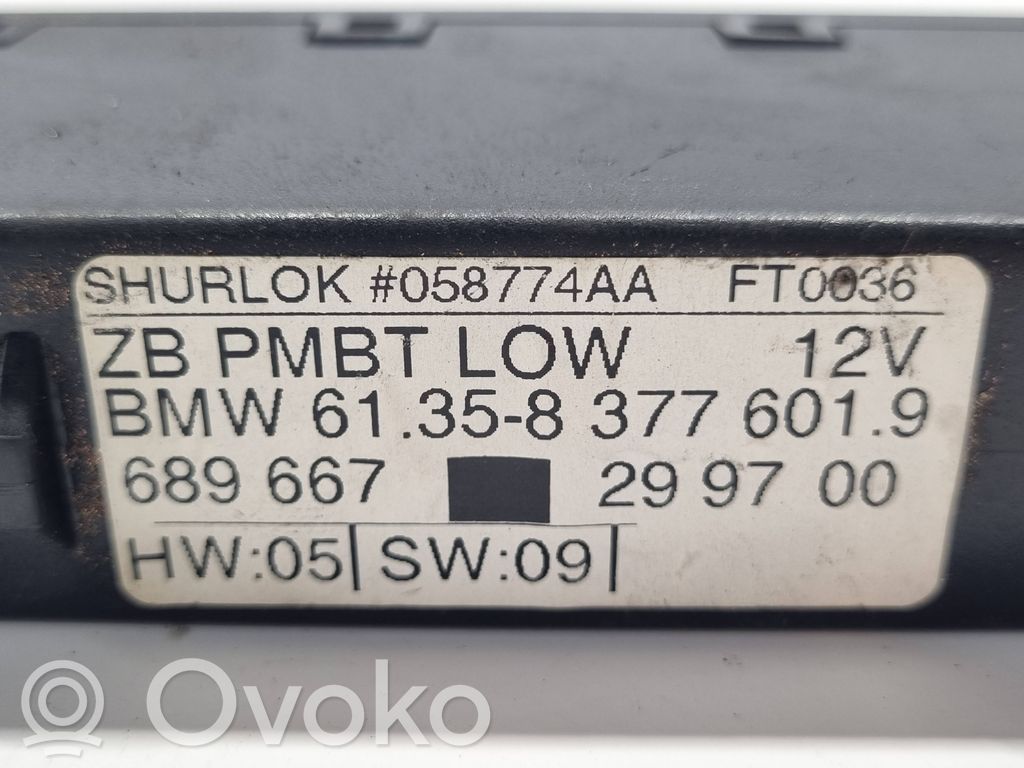 SHURLOK #058774AA FT0036
ZB PMBT LOW 12V
BMW 61.35-8 377 601.9
689 667 29 97 00
HW:05| SW:09|
Ovoko